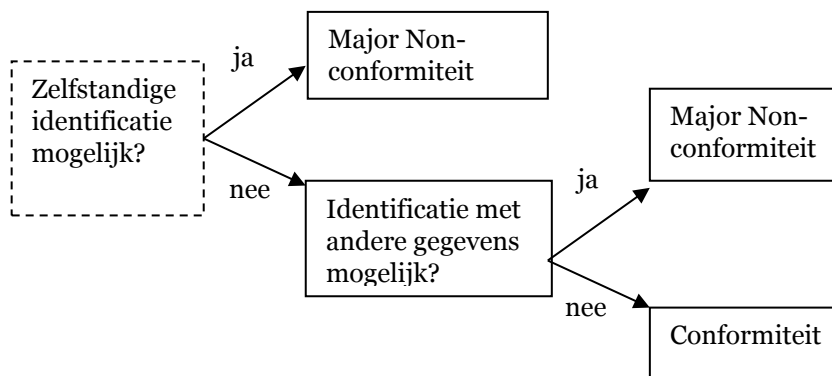 Zelfstandige
identificatie
mogelijk?
ja
Major Non-
conformiteit
nee
Identificatie met
andere gegevens
mogelijk?
ja
Major Non-
conformiteit
nee
Conformiteit